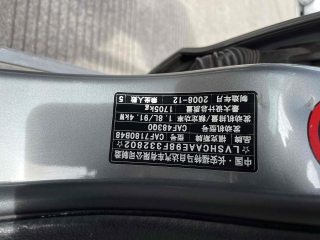 中国·长安福特马自达汽车有限公司制造
☆LVSHCAAE98F332802☆
品牌 福克斯牌 型号 CAF7180B48
发动机型号 CAF483Q0
发动机排量 额定功率 1.8L/91.4kW
最大设计总质量 1705kg
制造年月 2008-12 乘坐人数 5